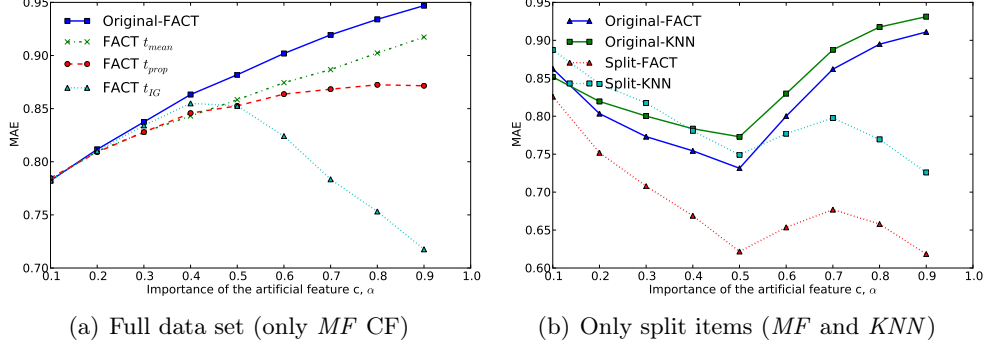 0.95
0.90
0.85
0.80
0.75
0.70
MAE
Original-FACT
FACT t_mean
FACT t_prop
FACT t_IG
0.1 0.2 0.3 0.4 0.5 0.6 0.7 0.8 0.9 1.0
Importance of the artificial feature c, α
(a) Full data set (only MF CF)
0.95
0.90
0.85
0.80
0.75
0.70
0.65
0.60
MAE
Original-FACT
Original-KNN
Split-FACT
Split-KNN
0.1 0.2 0.3 0.4 0.5 0.6 0.7 0.8 0.9 1.0
Importance of the artificial feature c, α
(b) Only split items (MF and KNN)